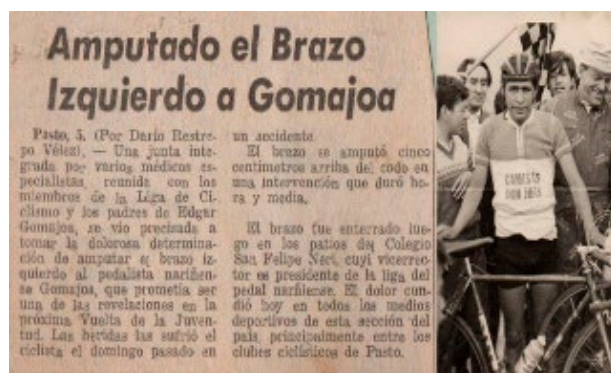 Amputado el Brazo
Izquierdo a Gomajoa
Pasto, 5. (Por Darío Restre-
po Vélez). — Una junta inte-
grada por varios médicos es-
pecialistas, reunida con los
miembros de la Liga de Ci-
clismo y los padres de Edgar
Gomajoa, se vio precisada a
tomar la dolorosa determina-
ción de amputar el brazo iz-
quierdo al pedalista nariñen-
se Gomajoa, que prometía ser
una de las revelaciones en la
próxima Vuelta de la Juven-
tud. Las heridas las sufrió el
ciclista el domingo pasado en
un accidente.
El brazo se amputó cinco
centímetros arriba del codo en
una intervención que duró ho-
ra y media.
El brazo fue enterrado lue-
go en los patios del Colegio
San Felipe Neri, cuyi vicerrec-
tor es presidente de la liga del
pedal nariñense. El dolor cun-
dió hoy en todos los medios
deportivos de esta sección del
país, principalmente entre los
clubes ciclísticos de Pasto.